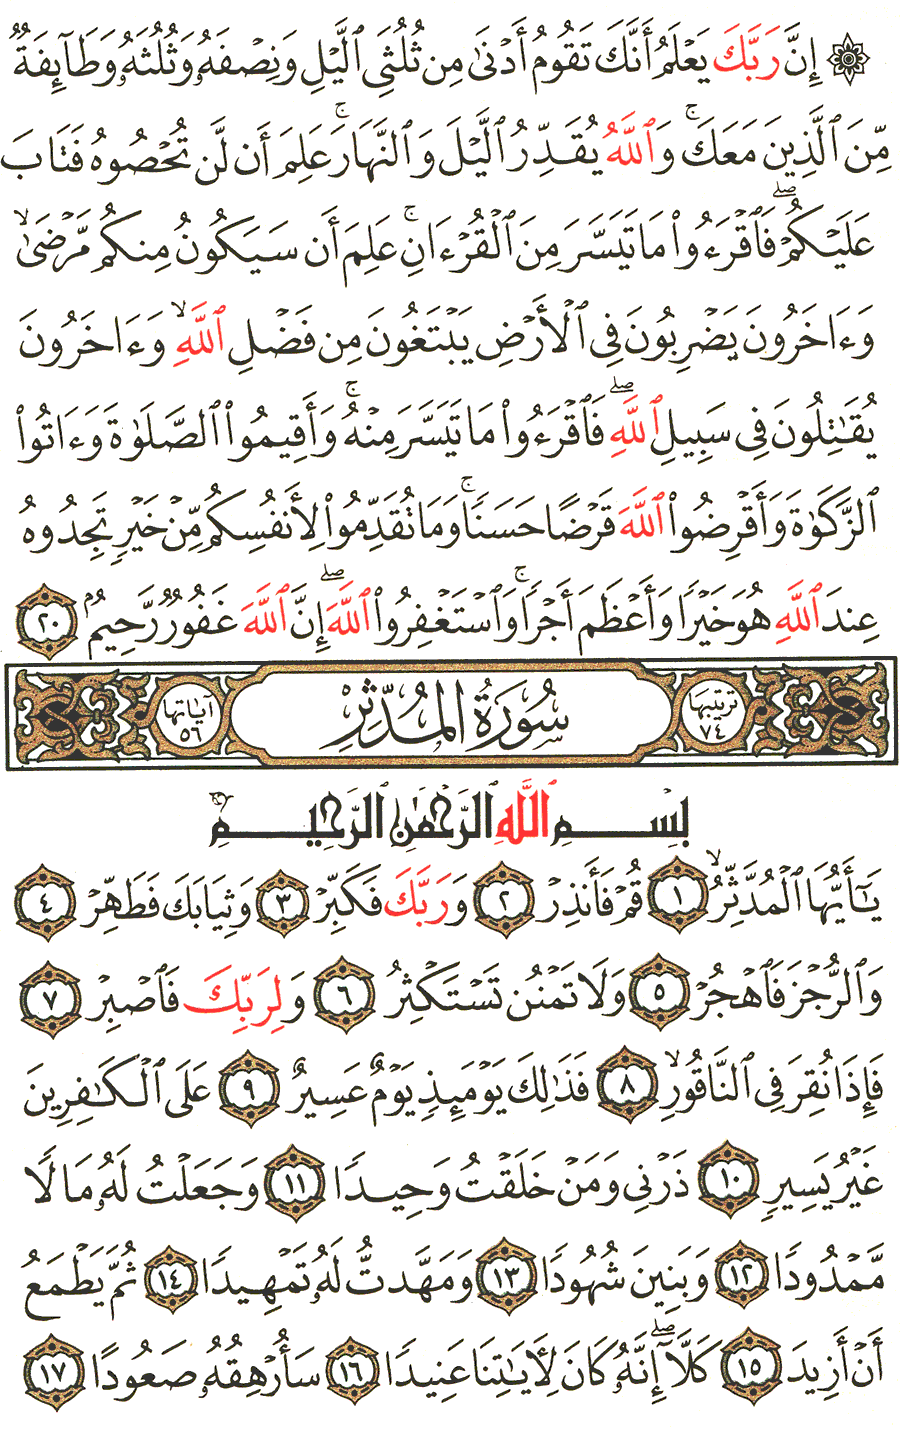 ۞ إِنَّ رَبَّكَ يَعْلَمُ أَنَّكَ تَقُومُ أَدْنَىٰ مِن ثُلُثَىِ ٱلَّيْلِ وَنِصْفَهُۥ وَثُلُثَهُۥ وَطَآئِفَةٌ
مِّنَ ٱلَّذِينَ مَعَكَ ۚ وَٱللَّهُ يُقَدِّرُ ٱلَّيْلَ وَٱلنَّهَارَ ۚ عَلِمَ أَن لَّن تُحْصُوهُ فَتَابَ
عَلَيْكُمْ ۖ فَٱقْرَءُوا۟ مَا تَيَسَّرَ مِنَ ٱلْقُرْءَانِ ۚ عَلِمَ أَن سَيَكُونُ مِنكُم مَّرْضَىٰ ۙ
وَءَاخَرُونَ يَضْرِبُونَ فِى ٱلْأَرْضِ يَبْتَغُونَ مِن فَضْلِ ٱللَّهِ ۙ وَءَاخَرُونَ
يُقَـٰتِلُونَ فِى سَبِيلِ ٱللَّهِ ۖ فَٱقْرَءُوا۟ مَا تَيَسَّرَ مِنْهُ ۚ وَأَقِيمُوا۟ ٱلصَّلَوٰةَ وَءَاتُوا۟
ٱلزَّكَوٰةَ وَأَقْرِضُوا۟ ٱللَّهَ قَرْضًا حَسَنًا ۚ وَمَا تُقَدِّمُوا۟ لِأَنفُسِكُم مِّنْ خَيْرٍ تَجِدُوهُ
عِندَ ٱللَّهِ هُوَ خَيْرًا وَأَعْظَمَ أَجْرًا ۚ وَٱسْتَغْفِرُوا۟ ٱللَّهَ ۖ إِنَّ ٱللَّهَ غَفُورٌ رَّحِيمٌۢ ٢٠
ترتيبها ٧٤ سُورَةُ المُدَّثِّرِ آياتها ٥٦
بِسْمِ ٱللَّهِ ٱلرَّحْمَـٰنِ ٱلرَّحِيمِ
يَـٰٓأَيُّهَا ٱلْمُدَّثِّرُ ۙ ١ قُمْ فَأَنذِرْ ٢ وَرَبَّكَ فَكَبِّرْ ٣ وَثِيَابَكَ فَطَهِّرْ ٤
وَٱلرُّجْزَ فَٱهْجُرْ ٥ وَلَا تَمْنُن تَسْتَكْثِرُ ٦ وَلِرَبِّكَ فَٱصْبِرْ ٧
فَإِذَا نُقِرَ فِى ٱلنَّاقُورِ ۙ ٨ فَذَٰلِكَ يَوْمَئِذٍ يَوْمٌ عَسِيرٌ ٩ عَلَى ٱلْكَـٰفِرِينَ
غَيْرُ يَسِيرٍ ١٠ ذَرْنِى وَمَنْ خَلَقْتُ وَحِيدًا ١١ وَجَعَلْتُ لَهُۥ مَالًا
مَّمْدُودًا ١٢ وَبَنِينَ شُهُودًا ١٣ وَمَهَّدتُّ لَهُۥ تَمْهِيدًا ١٤ ثُمَّ يَطْمَعُ
أَنْ أَزِيدَ ١٥ كَلَّآ ۖ إِنَّهُۥ كَانَ لِـَٔايَـٰتِنَا عَنِيدًا ١٦ سَأُرْهِقُهُۥ صَعُودًا ١٧